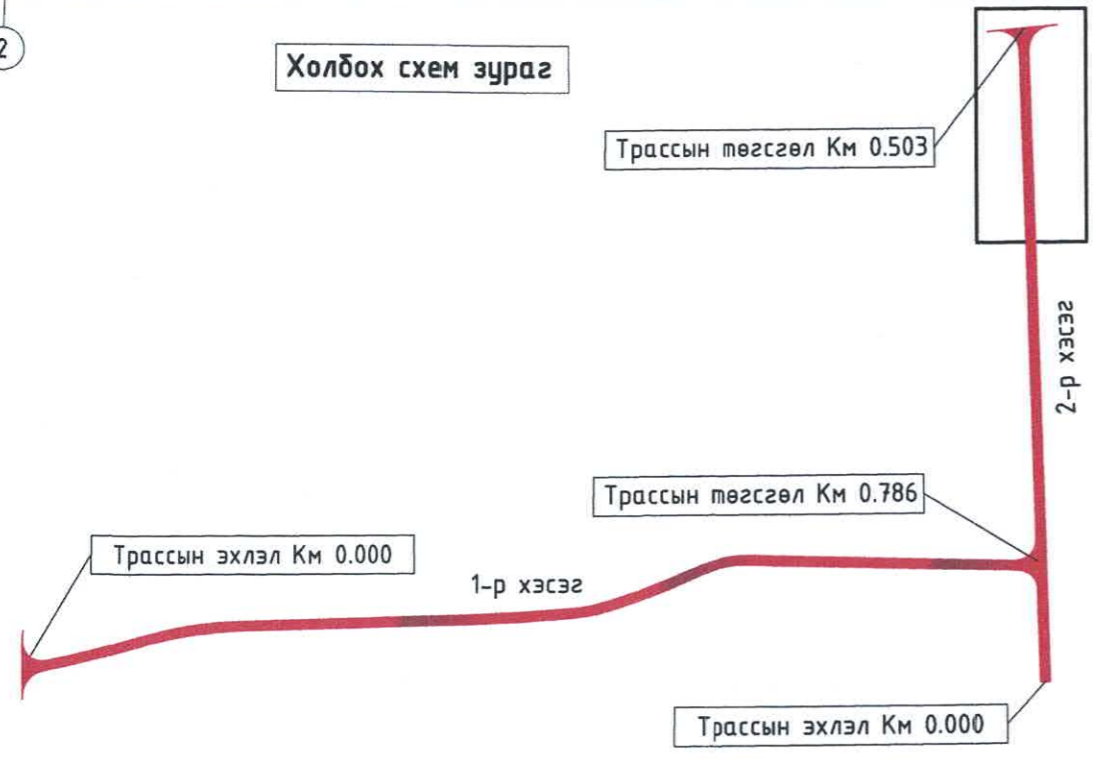 2
Холбох схем зураг
Трассын төгсгөл Км 0.503
2-р хэсэг
Трассын төгсгөл Км 0.786
Трассын эхлэл Км 0.000
1-р хэсэг
Трассын эхлэл Км 0.000